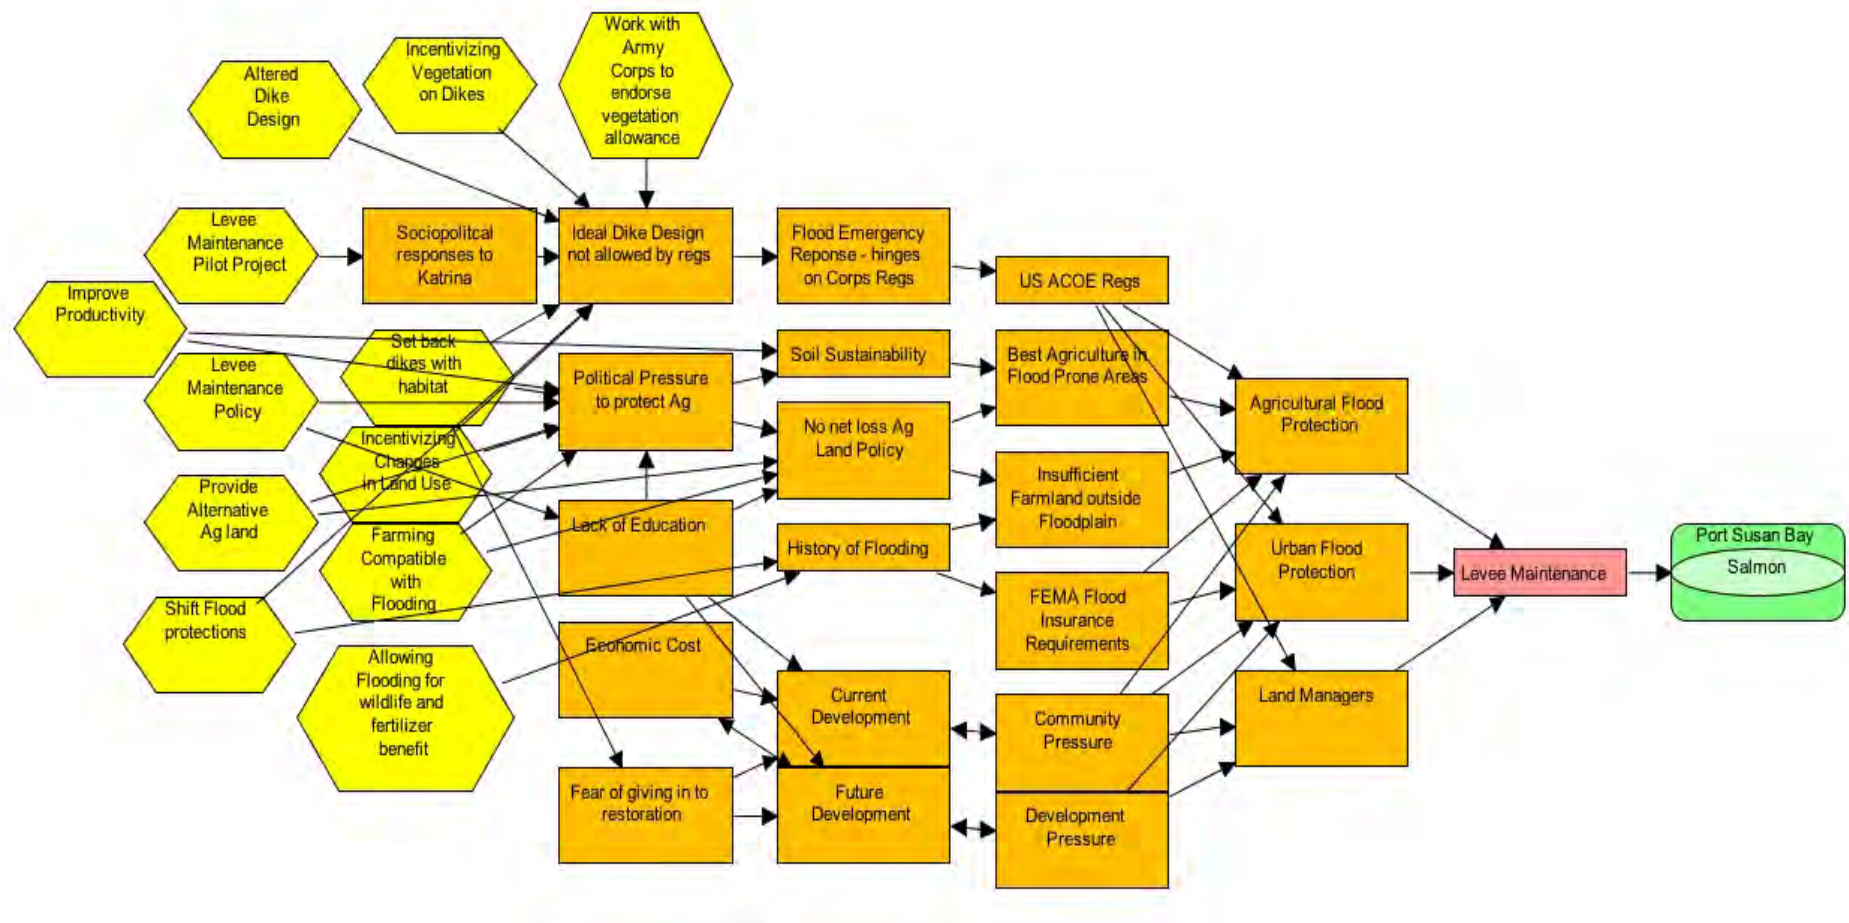 Work with
Army
Corps to
endorse
vegetation
allowance
Incentivizing
Vegetation
on Dikes
Altered
Dike
Design
Levee
Maintenance
Pilot Project
Sociopolitcal
responses to
Katrina
Ideal Dike Design
not allowed by regs
Flood Emergency
Reponse - hinges
on Corps Regs
US ACOE Regs
Improve
Productivity
Set back
dikes with
habitat
Soil Sustainability
Best Agriculture in
Flood Prone Areas
Levee
Maintenance
Policy
Political Pressure
to protect Ag
No net loss Ag
Land Policy
Agricultural Flood
Protection
Incentivizing
Changes
in Land Use
Insufficient
Farmland outside
Floodplain
Provide
Alternative
Ag land
Lack of Education
History of Flooding
Farming
Compatible
with
Flooding
Urban Flood
Protection
Levee Maintenance
Port Susan Bay
Salmon
Shift Flood
protections
FEMA Flood
Insurance
Requirements
Economic Cost
Allowing
Flooding for
wildlife and
fertilizer
benefit
Current
Development
Community
Pressure
Land Managers
Fear of giving in to
restoration
Future
Development
Development
Pressure